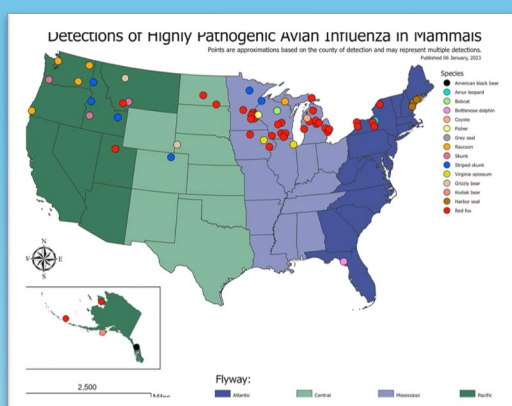 Detections of Highly Pathogenic Avian Influenza in Mammals
Points are approximations based on the county of detection and may represent multiple detections.
Published 06 January, 2023
Species
American black bear
Amur leopard
Bobcat
Bottlenose dolphin
Coyote
Fisher
Grey seal
Raccoon
Skunk
Striped skunk
Virginia opossum
Grizzly bear
Kodiak bear
Harbor seal
Red fox
N
W E
S
2,500
Miles
Flyway:
Atlantic
Central
Mississippi
Pacific